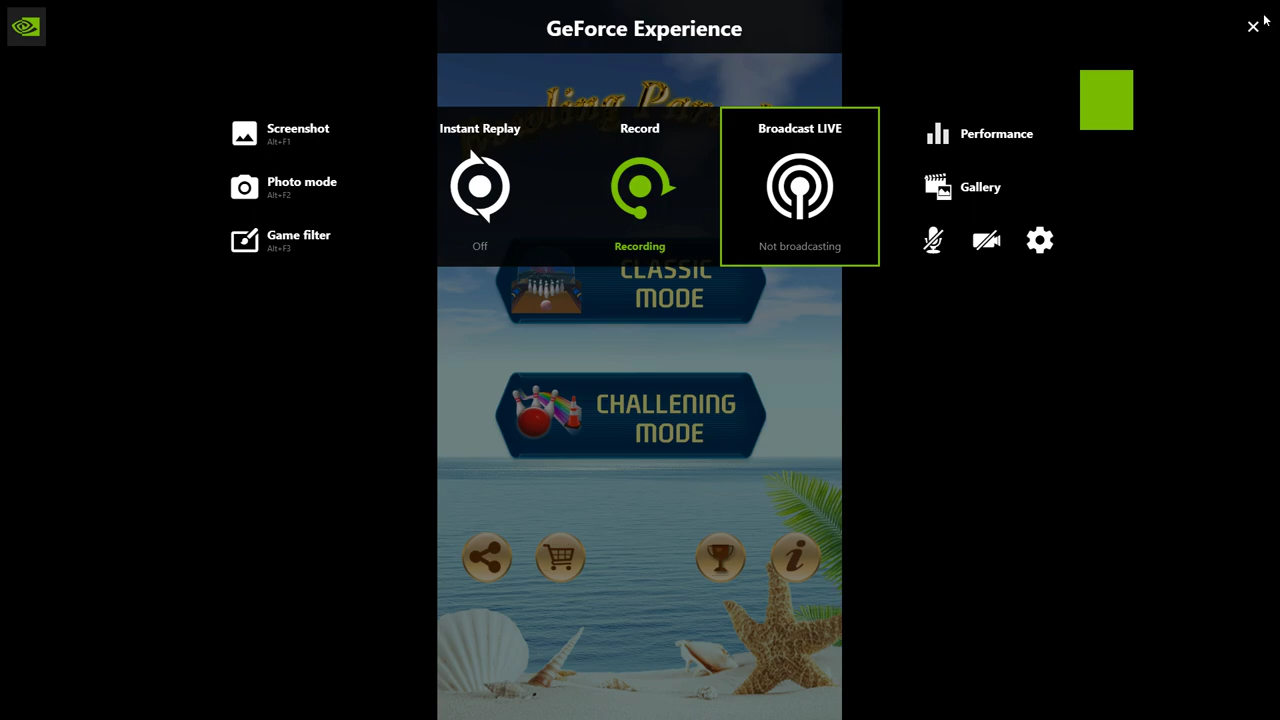 GeForce Experience
Screenshot
Alt+F1
Photo mode
Alt+F2
Game filter
Alt+F3
Instant Replay
Off
Record
Recording
Broadcast LIVE
Not broadcasting
Performance
Gallery
CLASSIC
MODE
CHALLENING
MODE